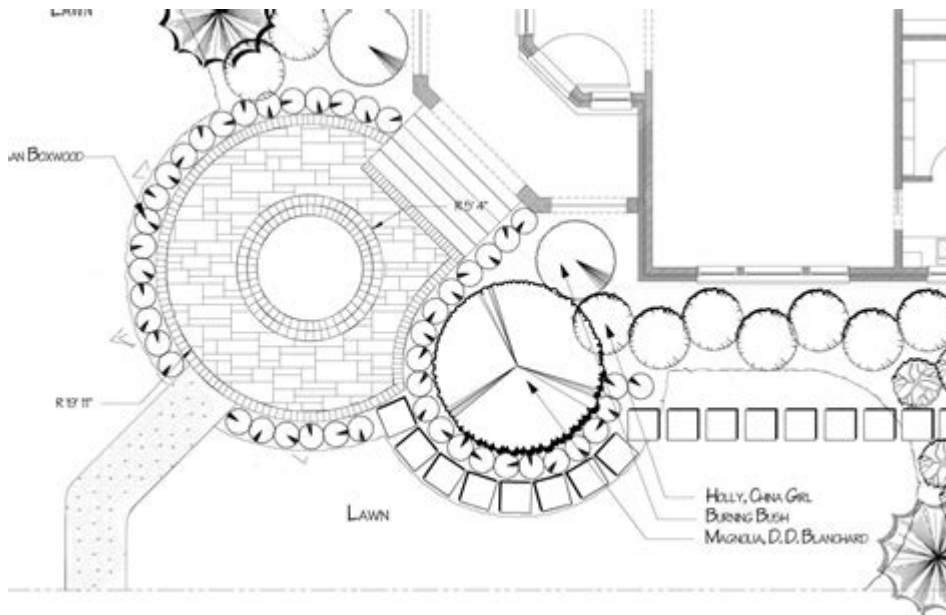 LAWN
AN BOXWOOD
R 5' 4"
R 13' 11"
LAWN
HOLLY, CHINA GIRL
BURNING BUSH
MAGNOLIA, D. D. BLANCHARD